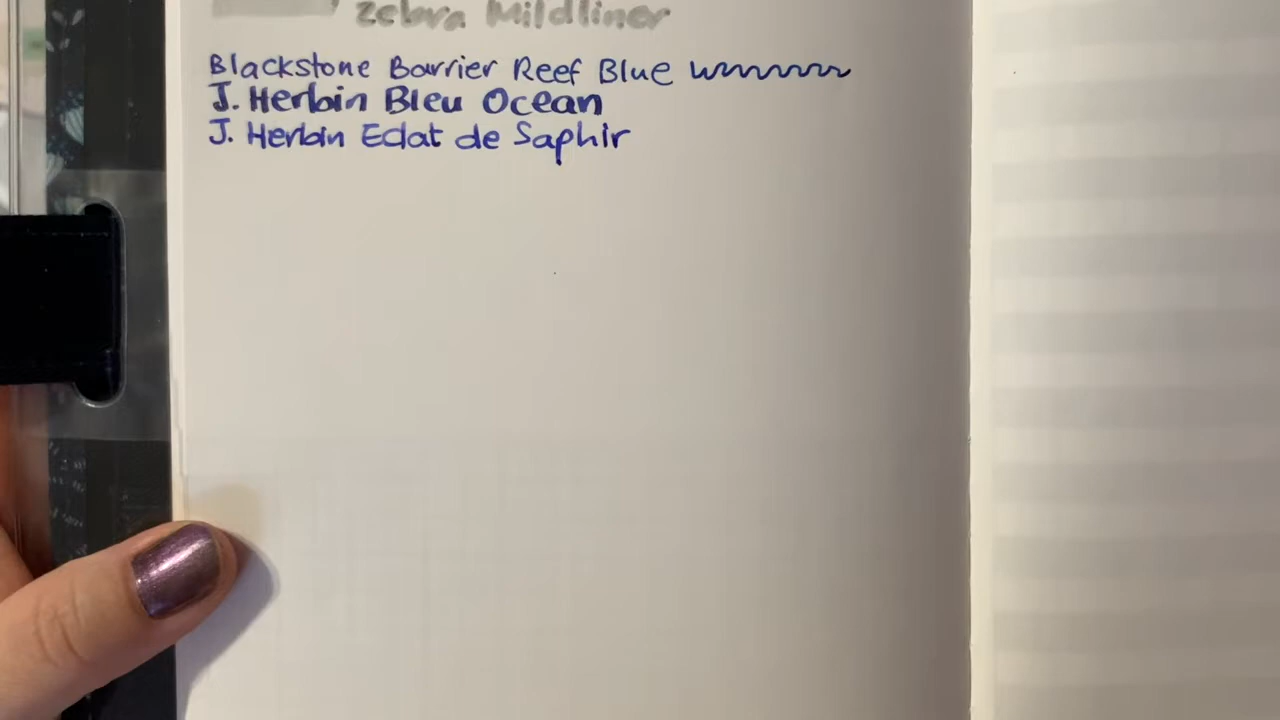 Zebra Mildliner
Blackstone Barrier Reef Blue
J. Herbin Bleu Ocean
J. Herbin Eclat de Saphir